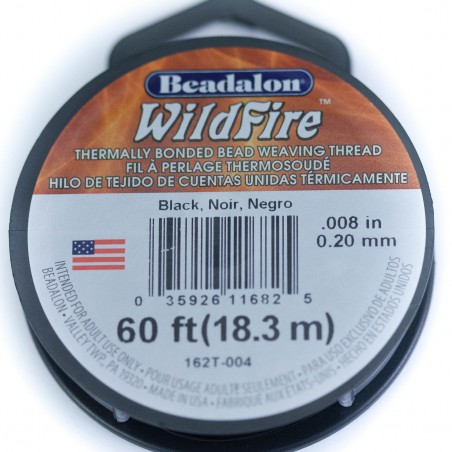 Beadalon
WildFire™
THERMALLY BONDED BEAD WEAVING THREAD
FIL À PERLAGE THERMOSOUDÉ
HILO DE TEJIDO DE CUENTAS UNIDAS TÉRMICAMENTE
Black, Noir, Negro
.008 in
0.20 mm
0 35926 11682 5
60 ft(18.3 m)
162T-004
INTENDED FOR ADULT USE ONLY • POUR USAGE ADULTE SEULEMENT • PARA USO EXCLUSIVO DE ADULTOS
BEADALON • VALLEY TWP., PA 19320 • MADE IN USA • FABRIQUÉ AUX ÉTATS-UNIS • HECHO EN ESTADOS UNIDOS